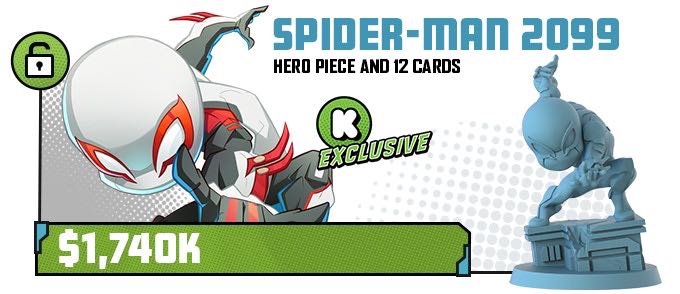 SPIDER-MAN 2099
HERO PIECE AND 12 CARDS
K
EXCLUSIVE
$1,740K